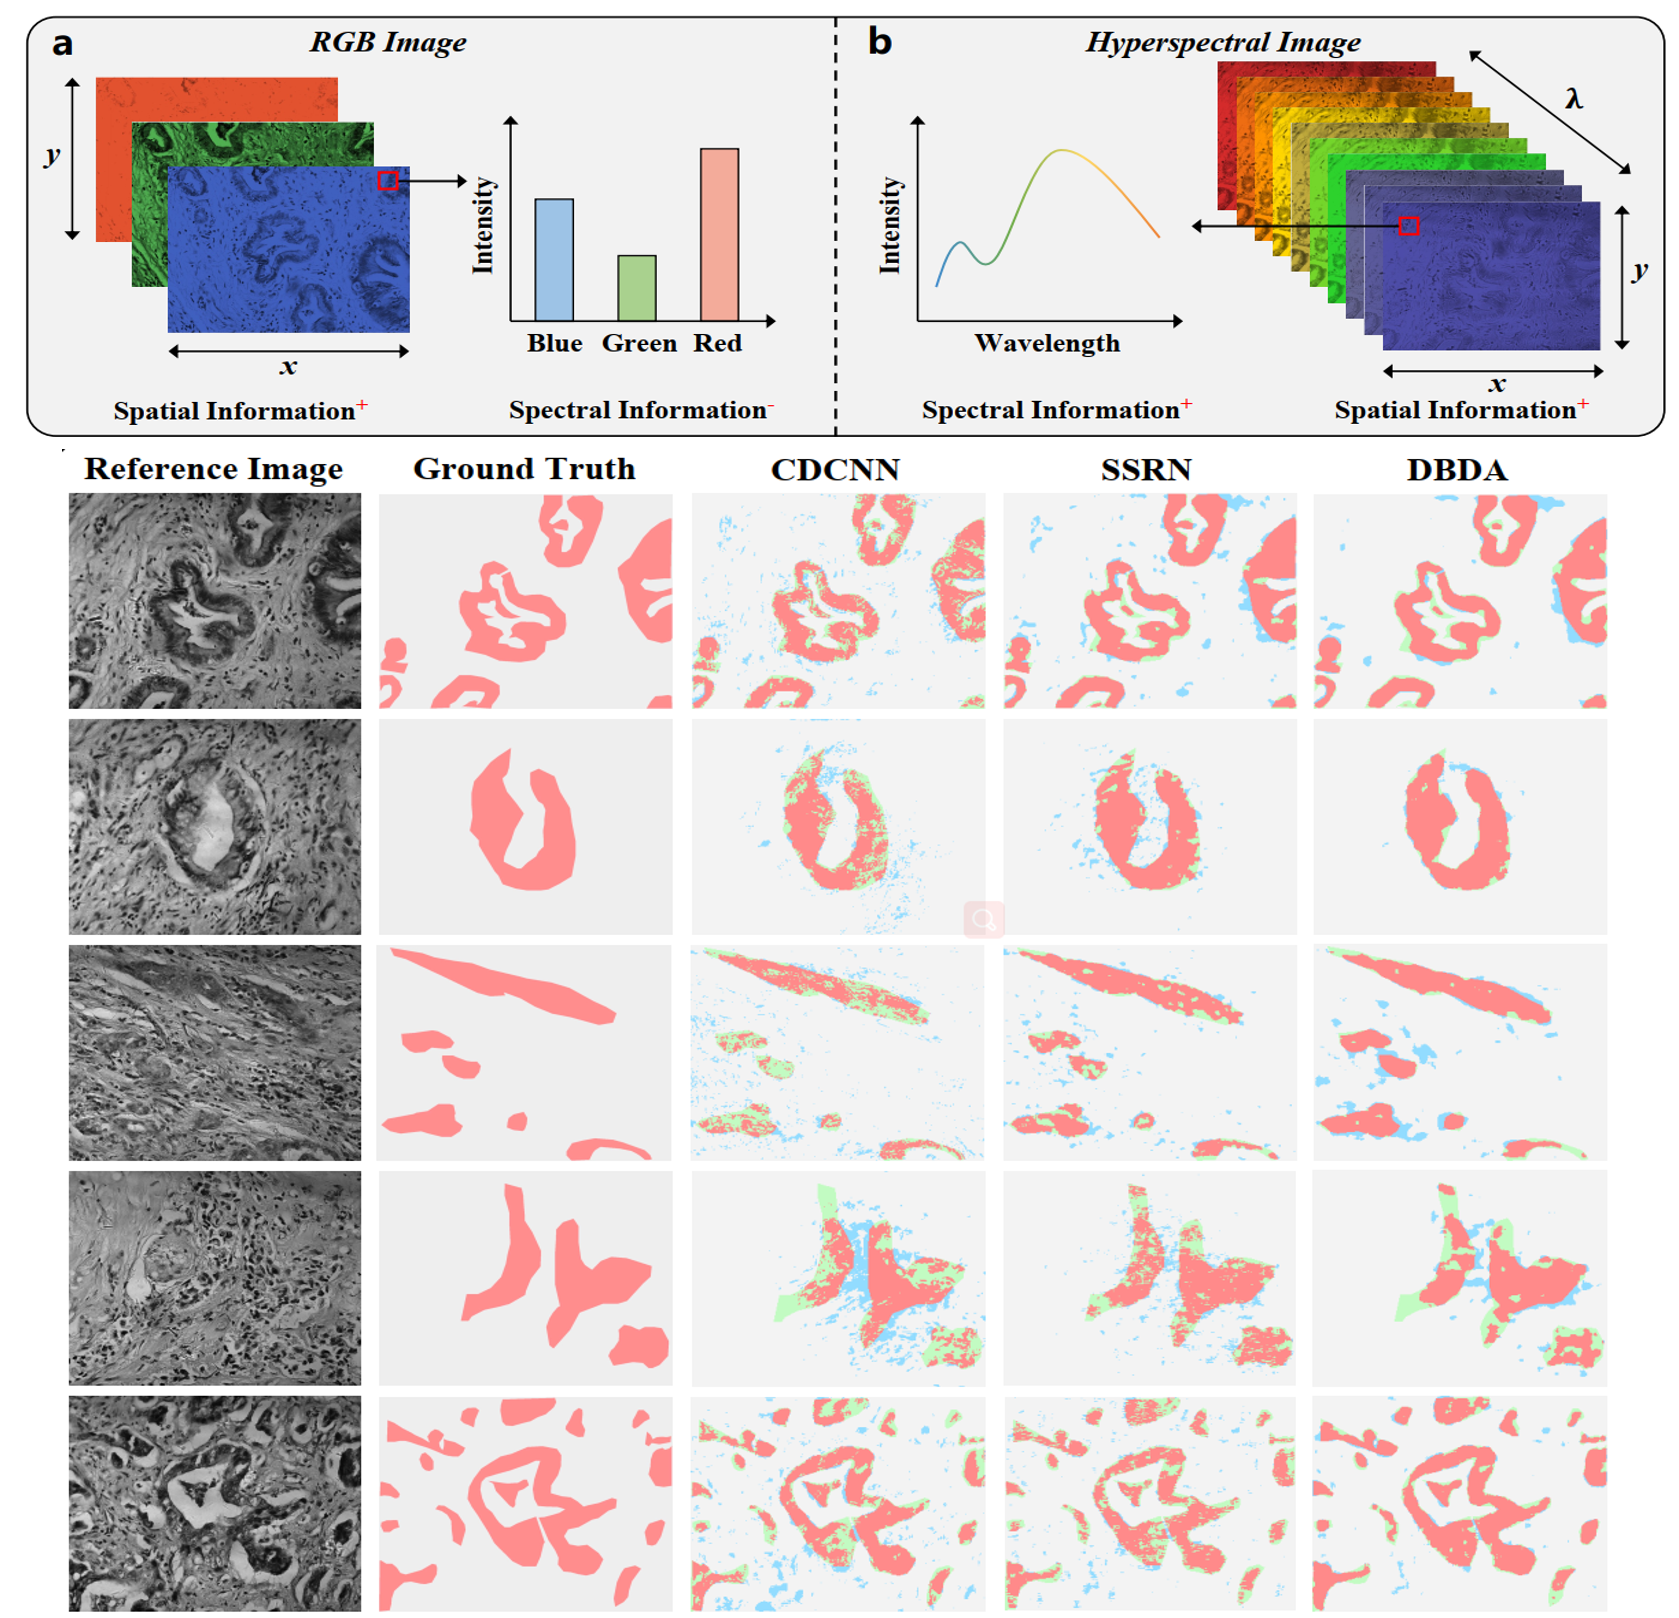 a
RGB Image
y
x
Intensity
Blue Green Red
Spatial Information+
Spectral Information-
b
Hyperspectral Image
λ
Intensity
Wavelength
y
x
Spectral Information+
Spatial Information+
Reference Image Ground Truth CDCNN SSRN DBDA